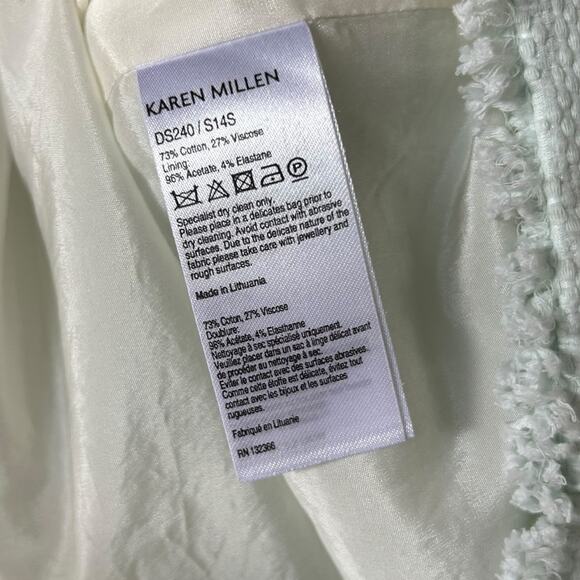 KAREN MILLEN
DS240 / S14S
73% Cotton, 27% Viscose
Lining:
96% Acetate, 4% Elastane
P
Specialist dry clean only.
Please place in a delicates bag prior to
dry cleaning. Avoid contact with abrasive
surfaces. Due to the delicate nature of the
fabric please take care with jewellery and
rough surfaces.
Made in Lithuania
73% Coton, 27% Viscose
Doublure:
96% Acétate, 4% Elasthanne
Nettoyage à sec spécialisé uniquement.
Veuillez placer dans un sac à linge délicat avant
de procéder au nettoyage à sec.
Eviter le contact avec des surfaces abrasives.
Comme cette étoffe est délicate, évitez tout
contact avec les bijoux et les surfaces
rugueuses.
Fabriqué en Lituanie
RN 132366